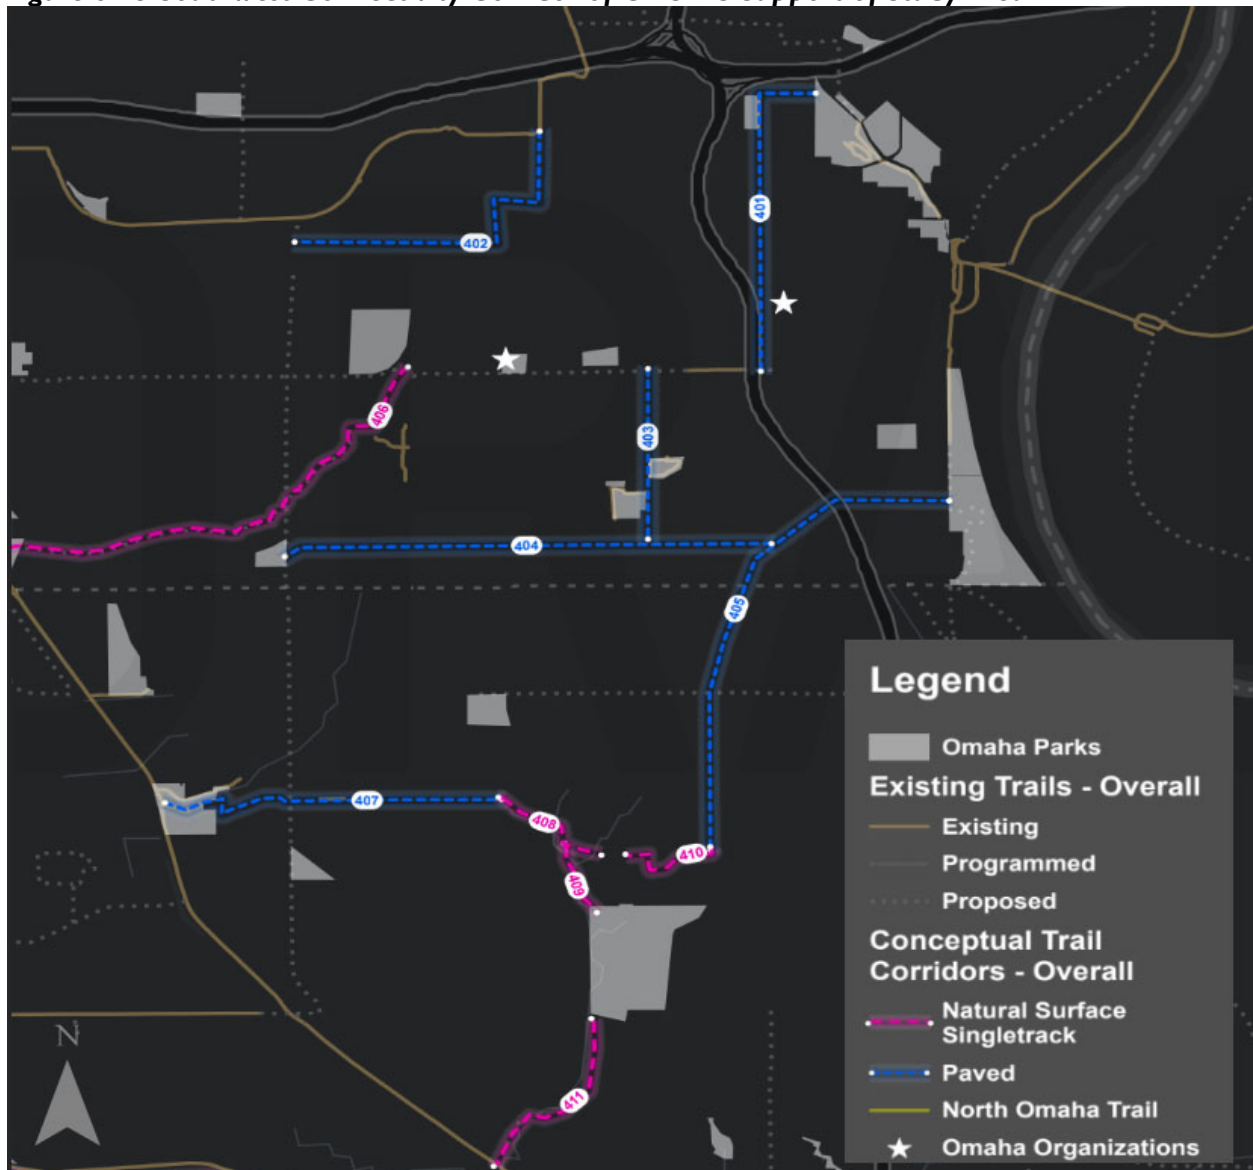 401
402
406
403
404
405
407
408
410
409
411
N
Legend
Omaha Parks
Existing Trails - Overall
Existing
Programmed
Proposed
Conceptual Trail
Corridors - Overall
Natural Surface
Singletrack
Paved
North Omaha Trail
Omaha Organizations